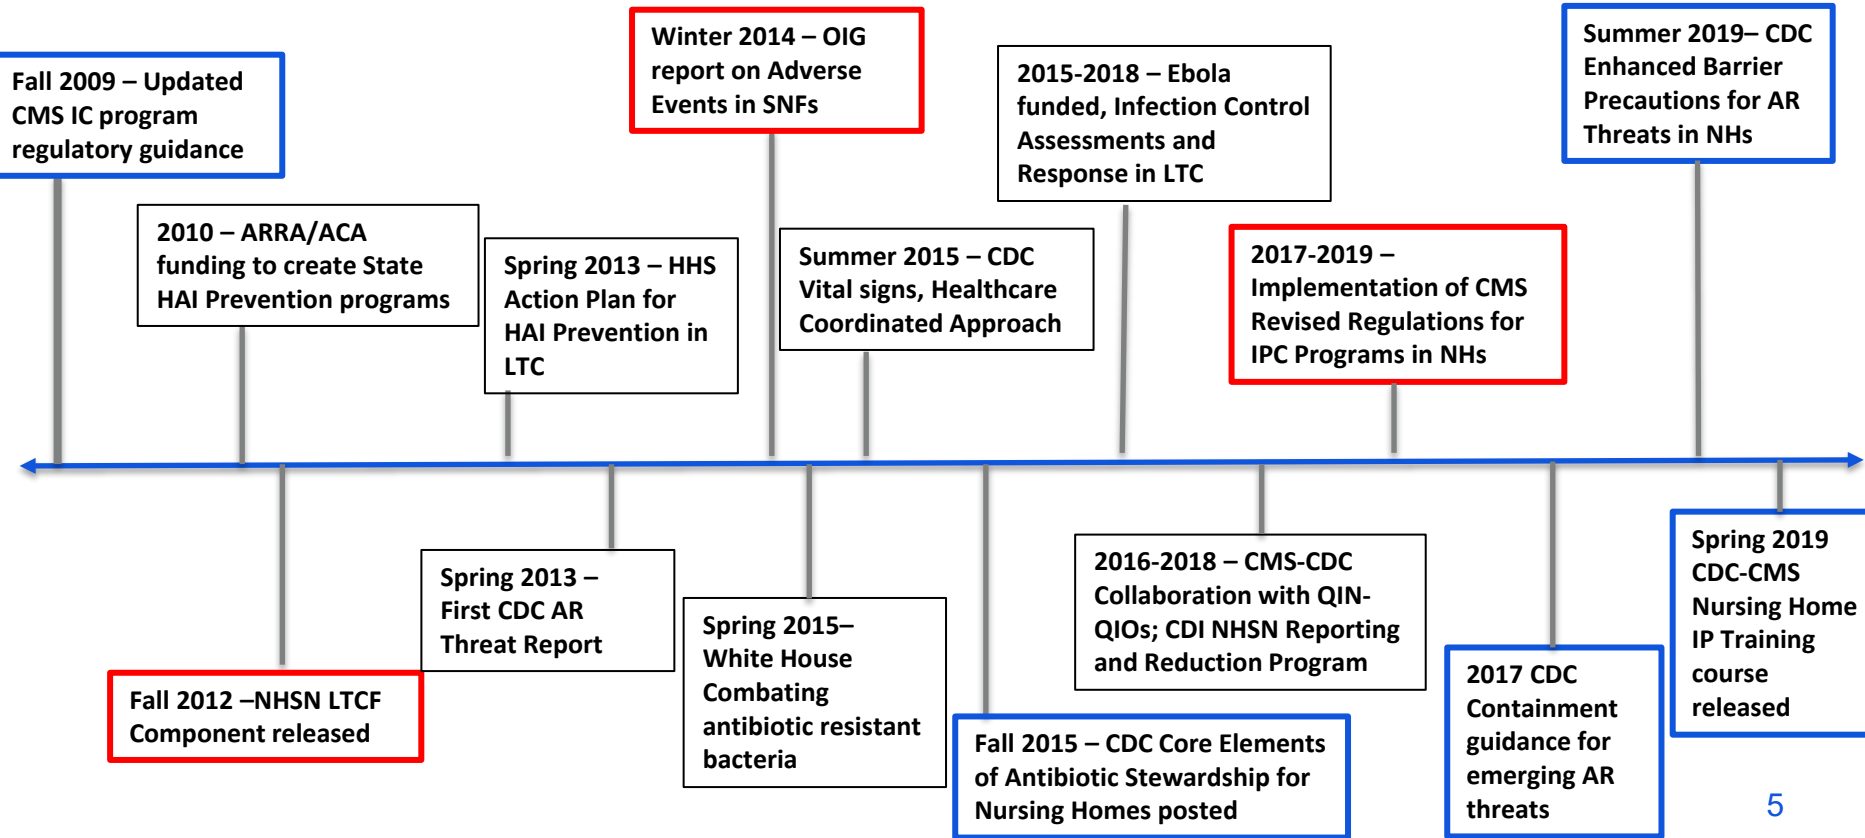 Fall 2009 – Updated
CMS IC program
regulatory guidance
2010 – ARRA/ACA
funding to create State
HAI Prevention programs
Spring 2013 – HHS
Action Plan for
HAI Prevention in
LTC
Winter 2014 – OIG
report on Adverse
Events in SNFs
Summer 2015 – CDC
Vital signs, Healthcare
Coordinated Approach
2015-2018 – Ebola
funded, Infection Control
Assessments and
Response in LTC
2017-2019 –
Implementation of CMS
Revised Regulations for
IPC Programs in NHs
Summer 2019– CDC
Enhanced Barrier
Precautions for AR
Threats in NHs
Fall 2012 –NHSN LTCF
Component released
Spring 2013 –
First CDC AR
Threat Report
Spring 2015–
White House
Combating
antibiotic resistant
bacteria
Fall 2015 – CDC Core Elements
of Antibiotic Stewardship for
Nursing Homes posted
2016-2018 – CMS-CDC
Collaboration with QIN-
QIOs; CDI NHSN Reporting
and Reduction Program
2017 CDC
Containment
guidance for
emerging AR
threats
Spring 2019
CDC-CMS
Nursing Home
IP Training
course
released
5